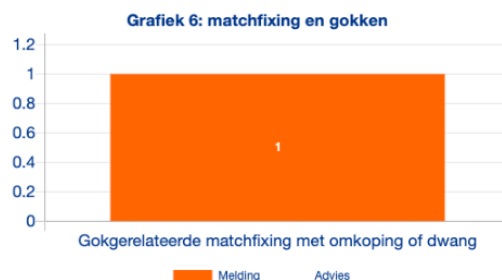 Grafiek 6: matchfixing en gokken
1.2
1
0.8
0.6
0.4
0.2
0
1
Gokgerelateerde matchfixing met omkoping of dwang
Melding Advies